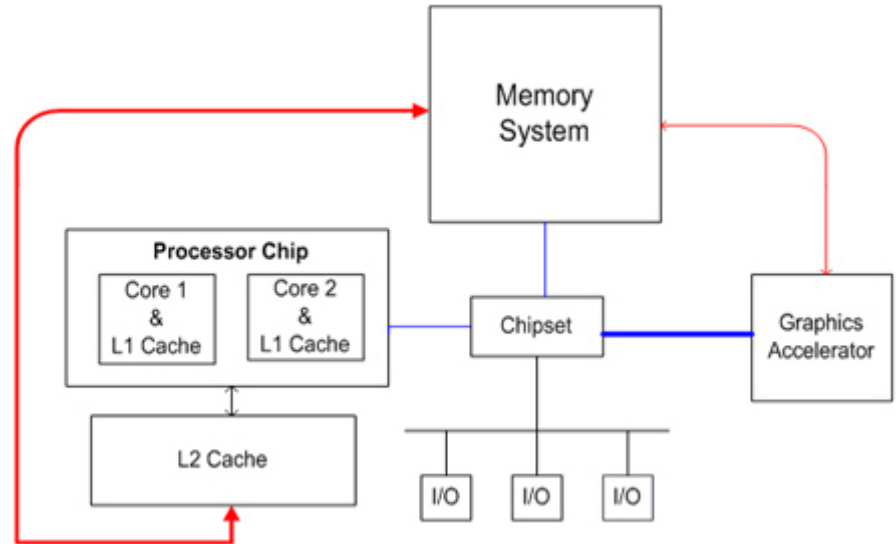 Memory
System
Processor Chip
Core 1
&
L1 Cache
Core 2
&
L1 Cache
Chipset
Graphics
Accelerator
L2 Cache
I/O
I/O
I/O